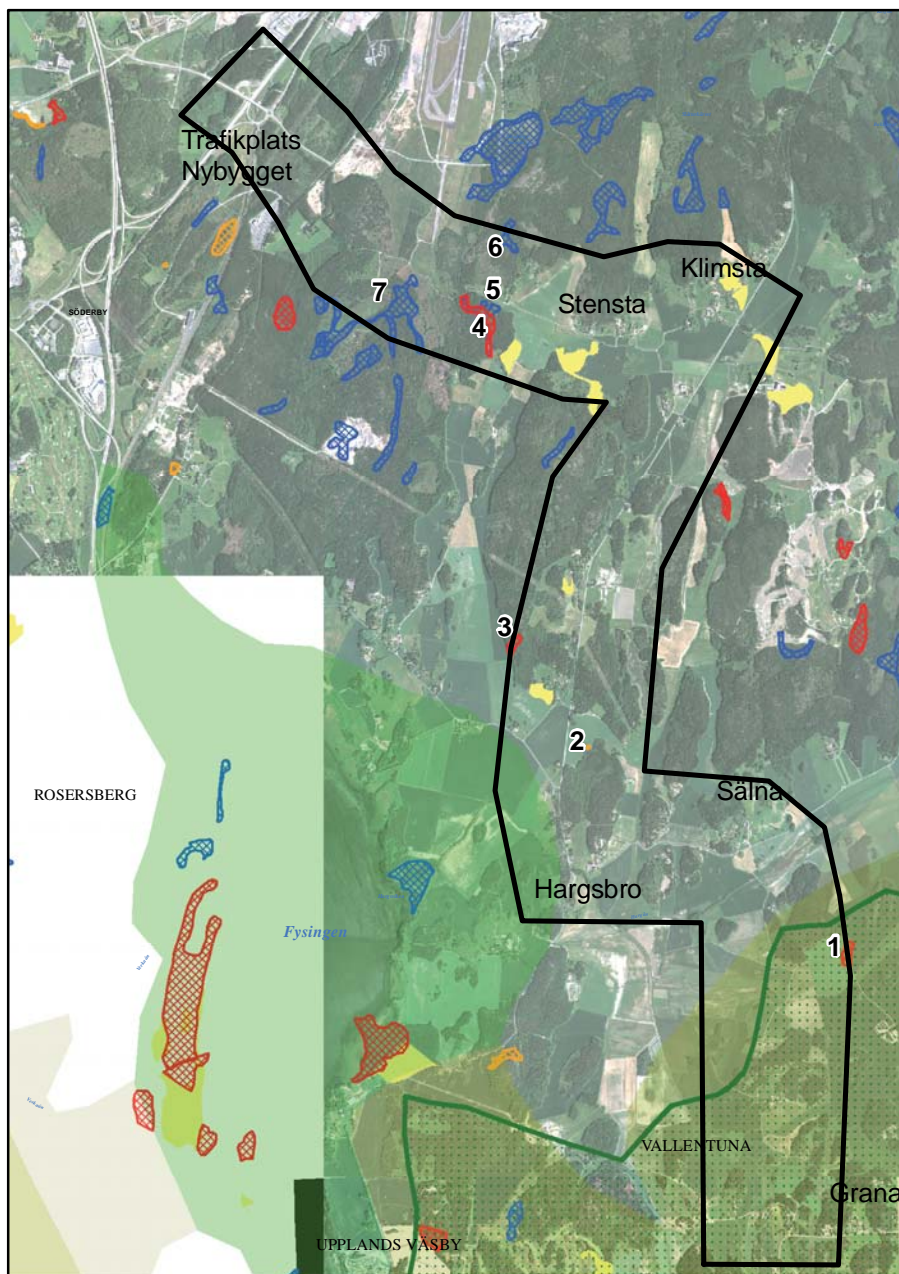 Trafikplats
Nybygget
6
Klimsta
7
5
Stensta
SÖDERBY
4
3
2
Sälna
ROSERSBERG
Hargsbro
Fysingen
1
VALLENTUNA
Grana
UPPLANDS VÄSBY